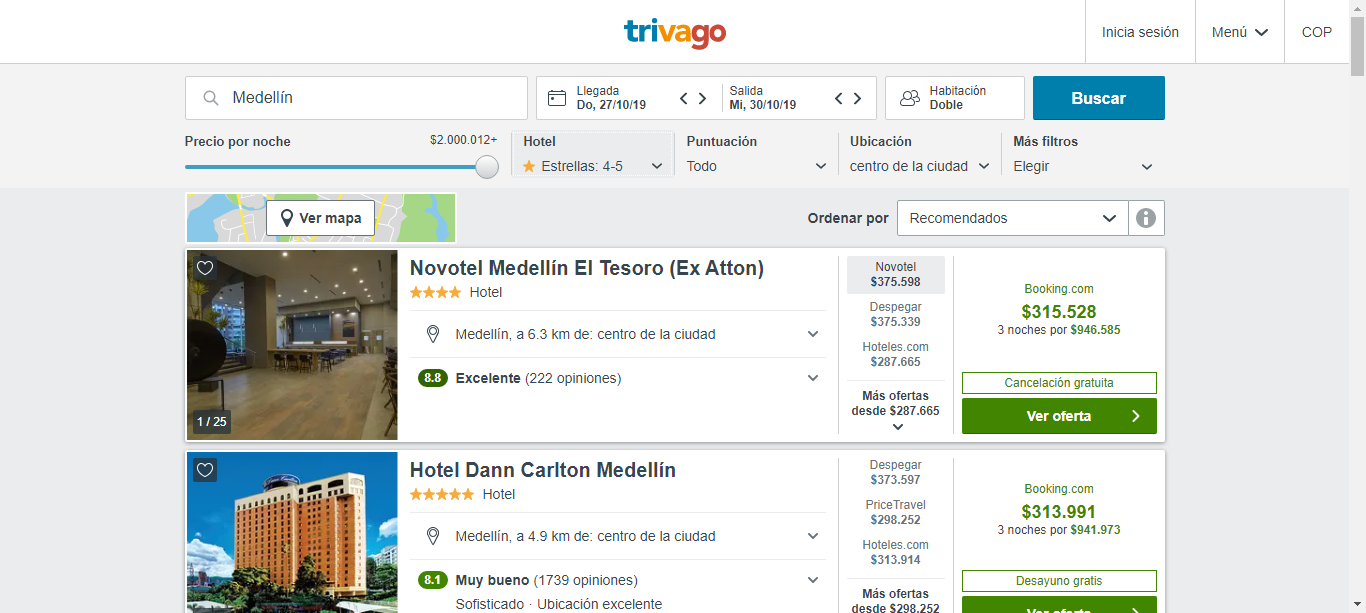 trivago
Inicia sesión
Menú
COP
Medellín
Llegada
Do, 27/10/19
Salida
Mi, 30/10/19
Habitación
Doble
Buscar
Precio por noche
$2.000.012+
Hotel
Estrellas: 4-5
Puntuación
Todo
Ubicación
centro de la ciudad
Más filtros
Elegir
Ver mapa
Ordenar por
Recomendados
1 / 25
Novotel Medellín El Tesoro (Ex Atton)
Hotel
Medellín, a 6.3 km de: centro de la ciudad
8.8 Excelente (222 opiniones)
Novotel
$375.598
Despegar
$375.339
Hoteles.com
$287.665
Más ofertas
desde $287.665
Booking.com
$315.528
3 noches por $946.585
Cancelación gratuita
Ver oferta
Hotel Dann Carlton Medellín
Hotel
Medellín, a 4.9 km de: centro de la ciudad
8.1 Muy bueno (1739 opiniones)
Sofisticado · Ubicación excelente
Despegar
$373.597
PriceTravel
$298.252
Hoteles.com
$313.914
Más ofertas
desde $298.252
Booking.com
$313.991
3 noches por $941.973
Desayuno gratis
Ver oferta